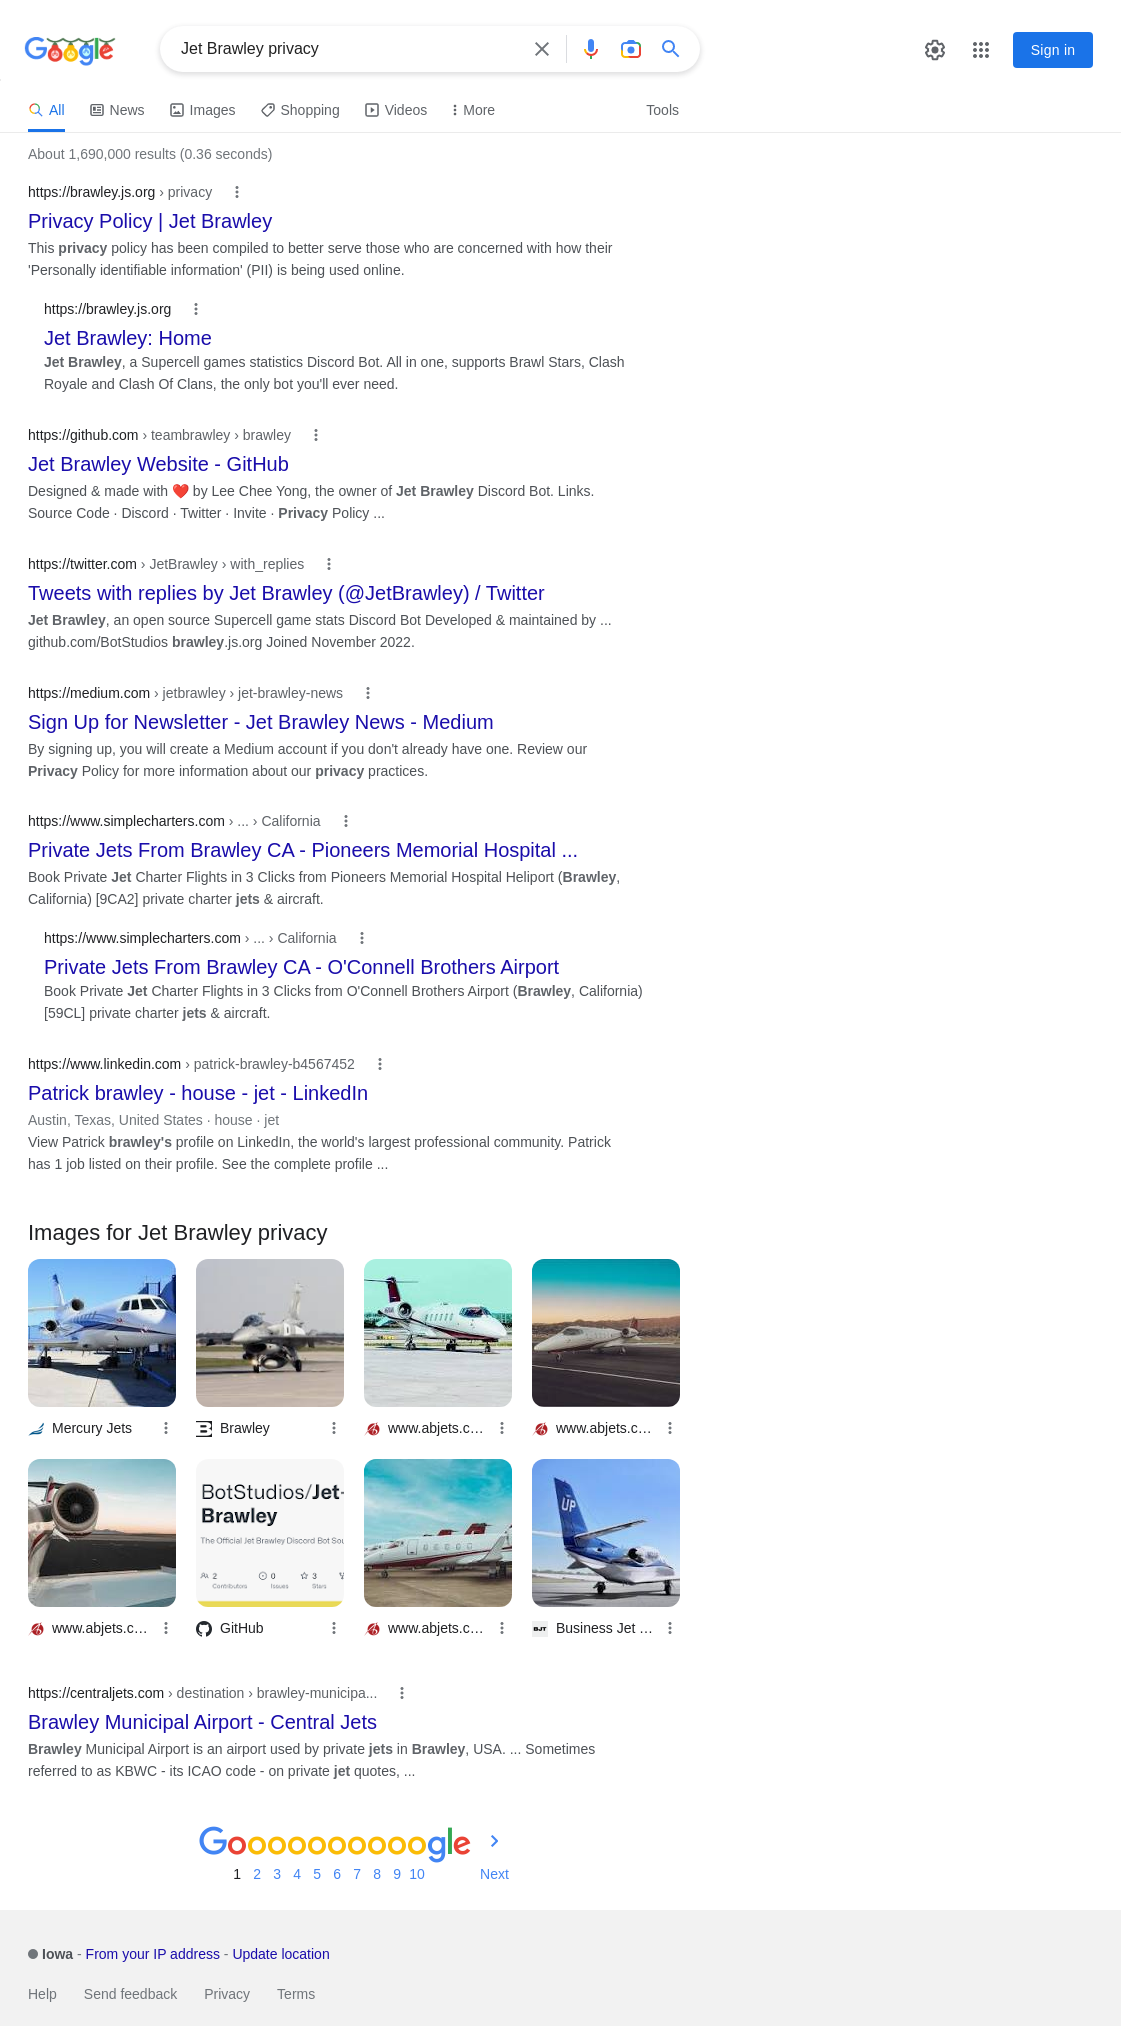 Google
Jet Brawley privacy
Sign in
All
News
Images
Shopping
Videos
More
Tools
About 1,690,000 results (0.36 seconds)
https://brawley.js.org › privacy
Privacy Policy | Jet Brawley
This privacy policy has been compiled to better serve those who are concerned with how their
'Personally identifiable information' (PII) is being used online.
https://brawley.js.org
Jet Brawley: Home
Jet Brawley, a Supercell games statistics Discord Bot. All in one, supports Brawl Stars, Clash
Royale and Clash Of Clans, the only bot you'll ever need.
https://github.com › teambrawley › brawley
Jet Brawley Website - GitHub
Designed & made with ❤️ by Lee Chee Yong, the owner of Jet Brawley Discord Bot. Links.
Source Code · Discord · Twitter · Invite · Privacy Policy ...
https://twitter.com › JetBrawley › with_replies
Tweets with replies by Jet Brawley (@JetBrawley) / Twitter
Jet Brawley, an open source Supercell game stats Discord Bot Developed & maintained by ...
github.com/BotStudios brawley.js.org Joined November 2022.
https://medium.com › jetbrawley › jet-brawley-news
Sign Up for Newsletter - Jet Brawley News - Medium
By signing up, you will create a Medium account if you don't already have one. Review our
Privacy Policy for more information about our privacy practices.
https://www.simplecharters.com › ... › California
Private Jets From Brawley CA - Pioneers Memorial Hospital ...
Book Private Jet Charter Flights in 3 Clicks from Pioneers Memorial Hospital Heliport (Brawley,
California) [9CA2] private charter jets & aircraft.
https://www.simplecharters.com › ... › California
Private Jets From Brawley CA - O'Connell Brothers Airport
Book Private Jet Charter Flights in 3 Clicks from O'Connell Brothers Airport (Brawley, California)
[59CL] private charter jets & aircraft.
https://www.linkedin.com › patrick-brawley-b4567452
Patrick brawley - house - jet - LinkedIn
Austin, Texas, United States · house · jet
View Patrick brawley's profile on LinkedIn, the world's largest professional community. Patrick
has 1 job listed on their profile. See the complete profile ...
Images for Jet Brawley privacy
Mercury Jets
Brawley
www.abjets.c...
www.abjets.c...
UP
BotStudios/Jet-
Brawley
The Official Jet Brawley Discord Bot Sou
2
0
3
Contributors
Issues
Stars
www.abjets.c...
GitHub
www.abjets.c...
BJT
Business Jet ...
https://centraljets.com › destination › brawley-municipa...
Brawley Municipal Airport - Central Jets
Brawley Municipal Airport is an airport used by private jets in Brawley, USA. ... Sometimes
referred to as KBWC - its ICAO code - on private jet quotes, ...
Goooooooooogle
1 2 3 4 5 6 7 8 9 10 Next
Iowa - From your IP address - Update location
Help
Send feedback
Privacy
Terms